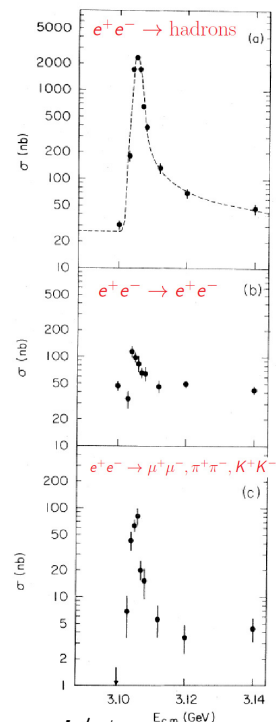 e⁺e⁻ → hadrons
5000
2000
1000
500
200
100
50
20
10
σ (nb)
(a)
e⁺e⁻ → e⁺e⁻
(b)
500
200
100
50
20
10
σ (nb)
e⁺e⁻ → μ⁺μ⁻, π⁺π⁻, K⁺K⁻
(c)
200
100
50
20
10
5
2
1
σ (nb)
3.10 3.12 3.14
E_c.m. (GeV)